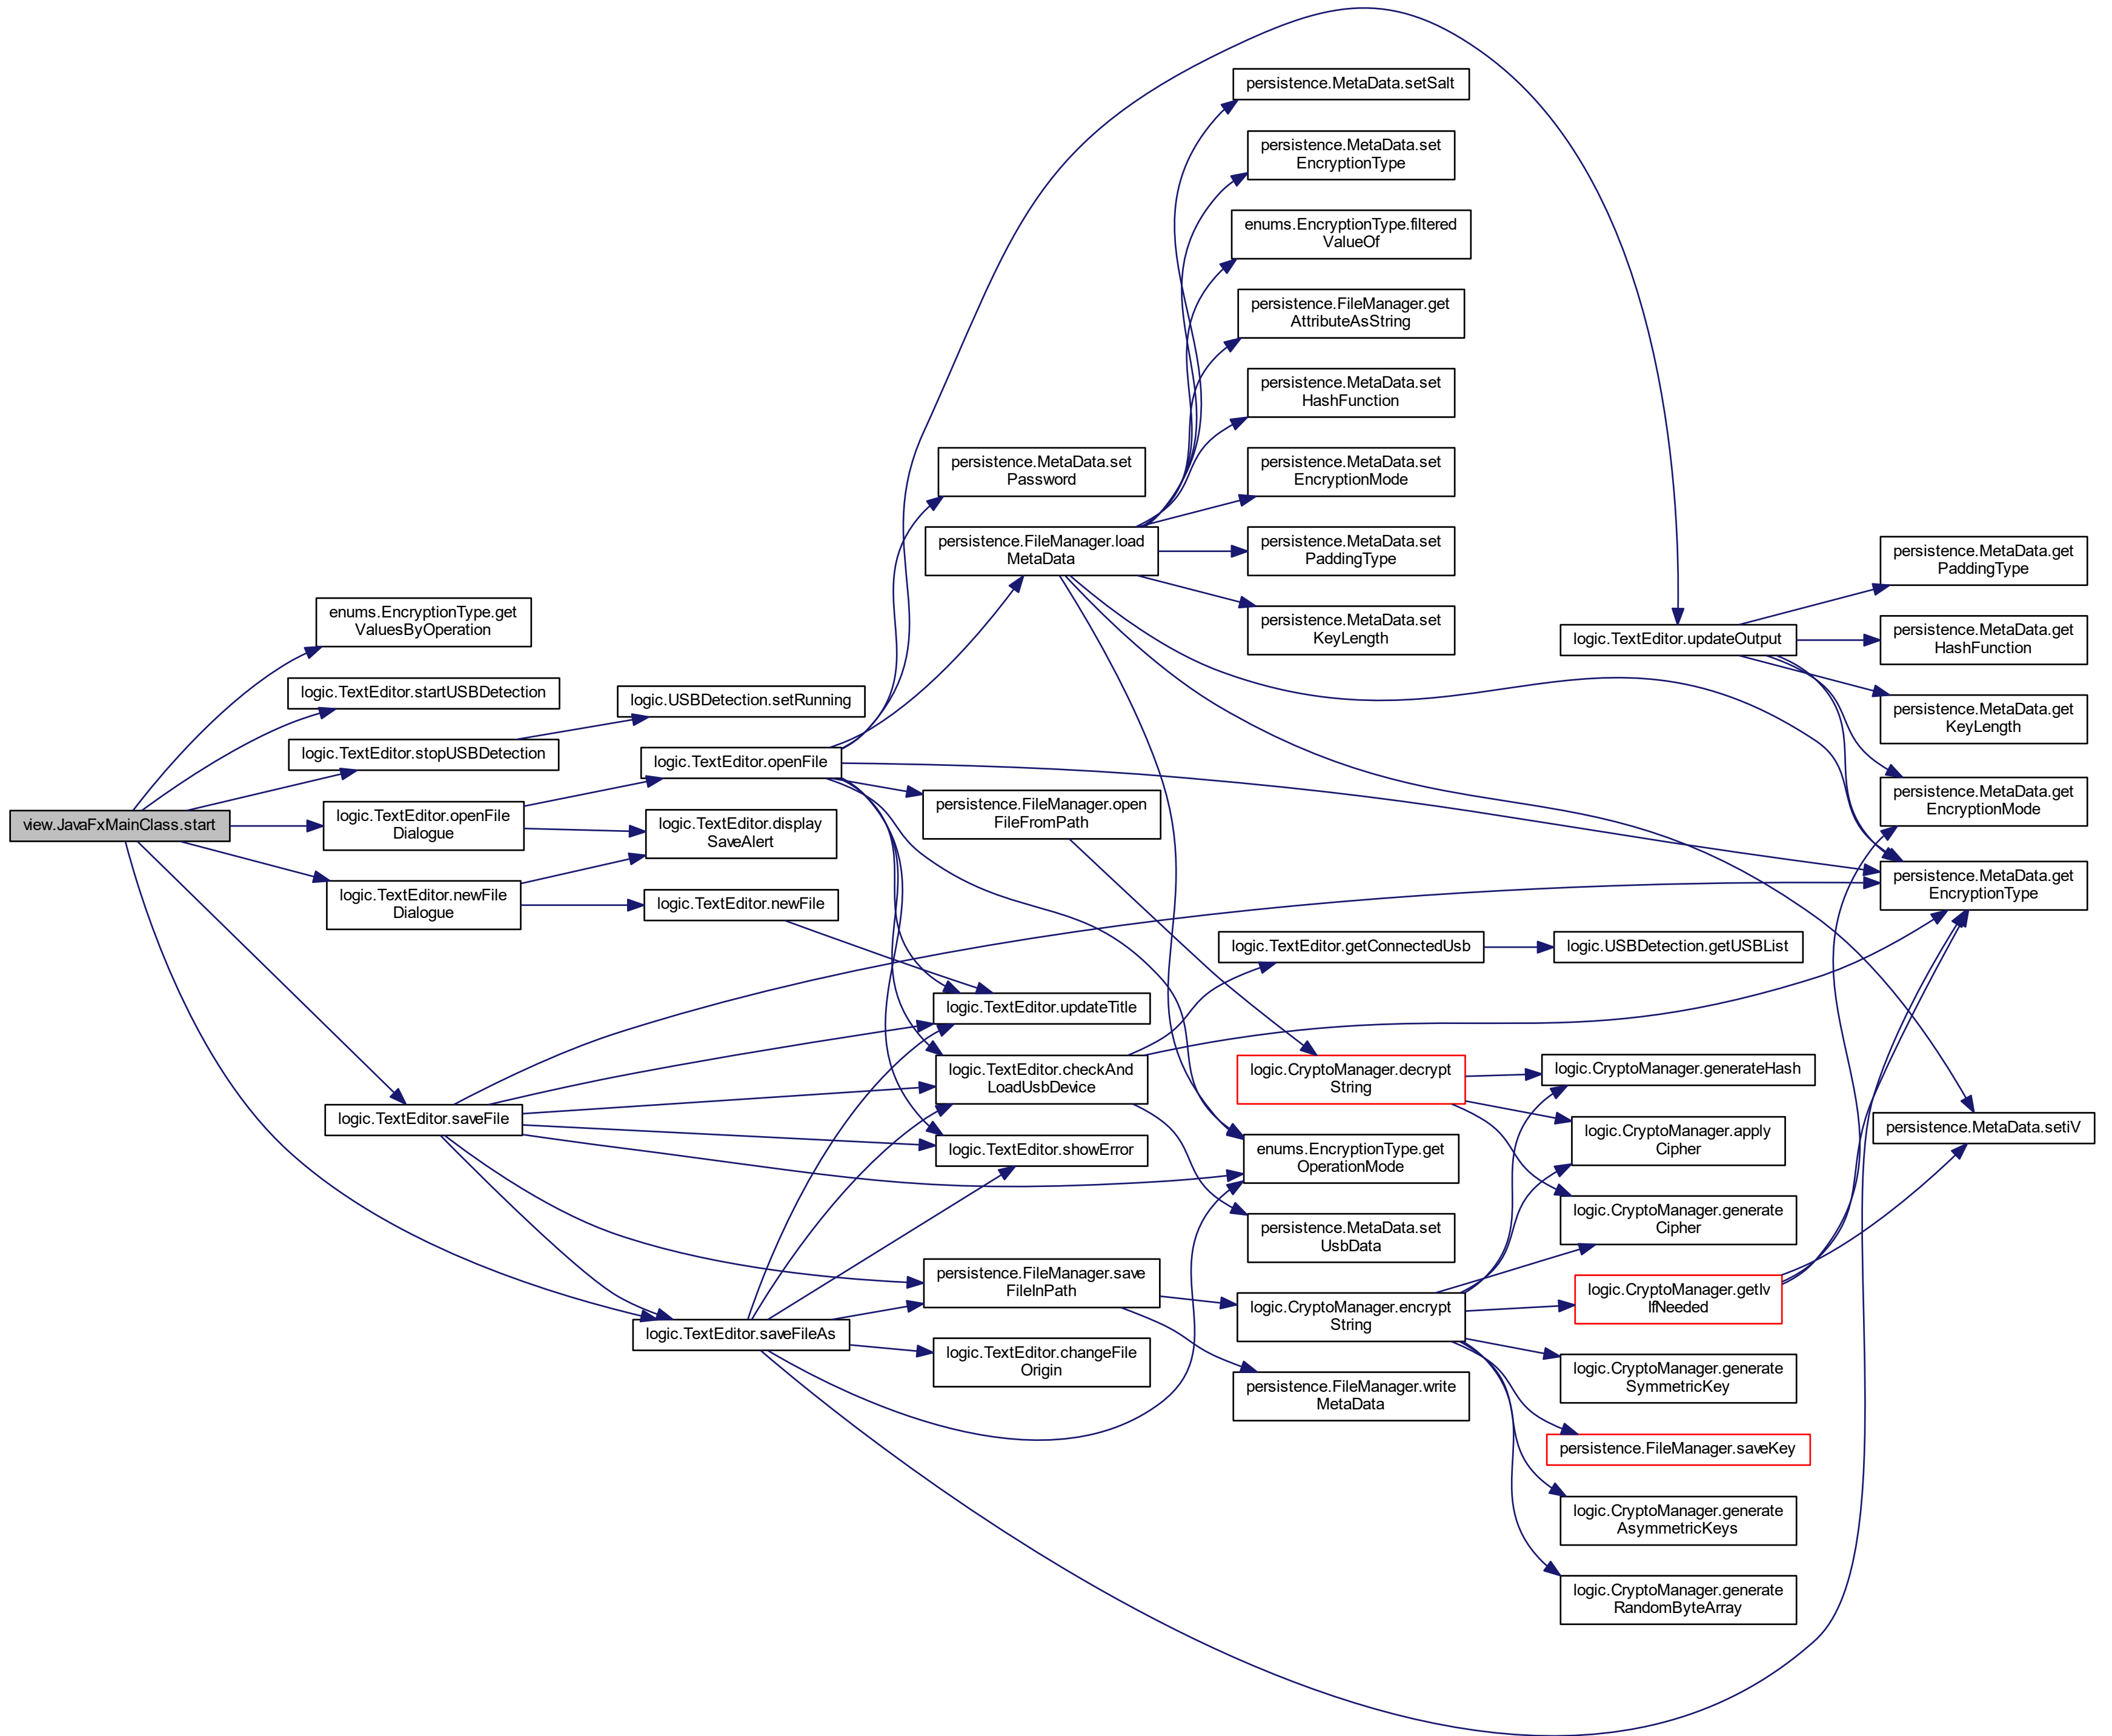 view.JavaFxMainClass.start
enums.EncryptionType.get
ValuesByOperation
logic.TextEditor.startUSBDetection
logic.TextEditor.stopUSBDetection
logic.TextEditor.openFile
Dialogue
logic.TextEditor.newFile
Dialogue
logic.TextEditor.saveFile
logic.USBDetection.setRunning
logic.TextEditor.openFile
logic.TextEditor.display
SaveAlert
logic.TextEditor.newFile
logic.TextEditor.saveFileAs
persistence.MetaData.set
Password
persistence.FileManager.load
MetaData
persistence.FileManager.open
FileFromPath
logic.TextEditor.updateTitle
logic.TextEditor.checkAnd
LoadUsbDevice
logic.TextEditor.showError
persistence.FileManager.save
FileInPath
logic.TextEditor.changeFile
Origin
persistence.MetaData.setSalt
persistence.MetaData.set
EncryptionType
enums.EncryptionType.filtered
ValueOf
persistence.FileManager.get
AttributeAsString
persistence.MetaData.set
HashFunction
persistence.MetaData.set
EncryptionMode
persistence.MetaData.set
PaddingType
persistence.MetaData.set
KeyLength
logic.TextEditor.getConnectedUsb
logic.CryptoManager.decrypt
String
enums.EncryptionType.get
OperationMode
persistence.MetaData.set
UsbData
logic.CryptoManager.encrypt
String
persistence.FileManager.write
MetaData
logic.TextEditor.updateOutput
logic.USBDetection.getUSBList
logic.CryptoManager.generateHash
logic.CryptoManager.apply
Cipher
logic.CryptoManager.generate
Cipher
logic.CryptoManager.getIv
IfNeeded
logic.CryptoManager.generate
SymmetricKey
persistence.FileManager.saveKey
logic.CryptoManager.generate
AsymmetricKeys
logic.CryptoManager.generate
RandomByteArray
persistence.MetaData.get
PaddingType
persistence.MetaData.get
HashFunction
persistence.MetaData.get
KeyLength
persistence.MetaData.get
EncryptionMode
persistence.MetaData.get
EncryptionType
persistence.MetaData.setiV